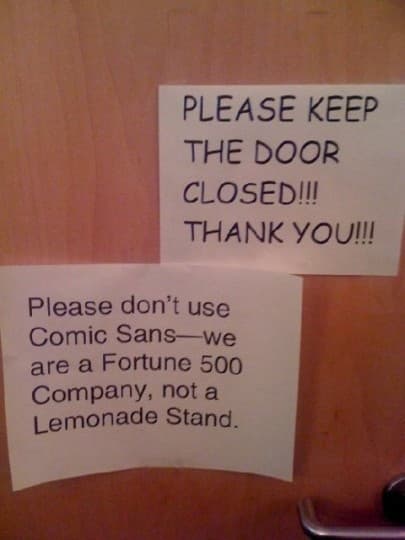 PLEASE KEEP
THE DOOR
CLOSED!!!
THANK YOU!!!
Please don't use
Comic Sans—we
are a Fortune 500
Company, not a
Lemonade Stand.